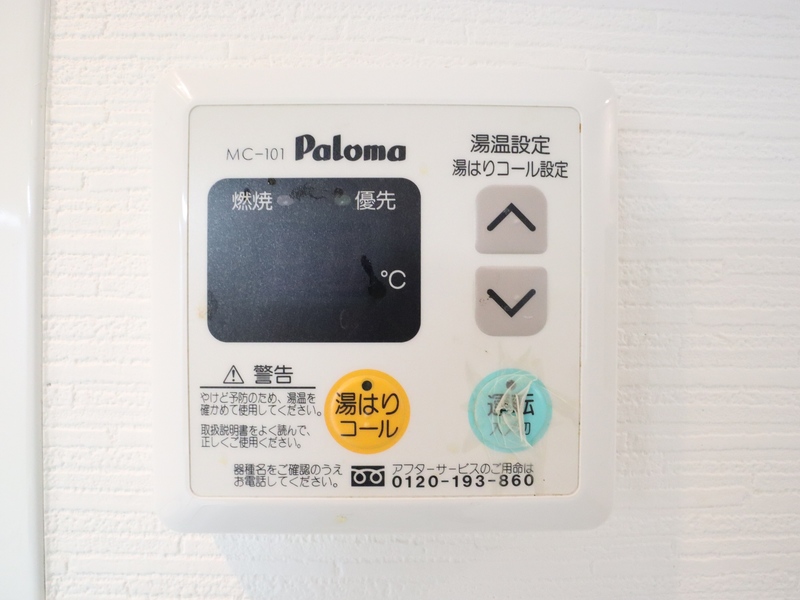 MC-101 Paloma
湯温設定
湯はりコール設定
燃焼 優先
℃
警告
やけど予防のため、湯温を
確かめて使用してください。
取扱説明書をよく読んで、
正しくご使用ください。
湯はり
コール
運転
入 切
器種名をご確認のうえ
お電話してください。
アフターサービスのご用命は
0120-193-860